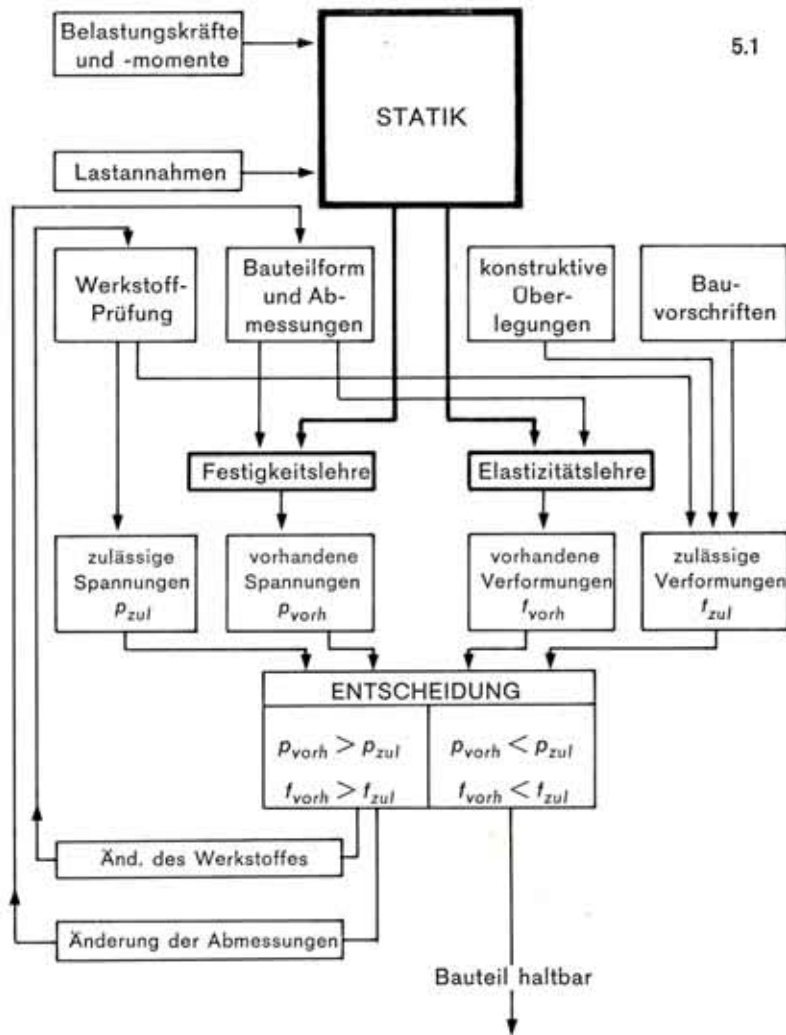 Belastungskräfte
und -momente
5.1
STATIK
Lastannahmen
Werkstoff-
Prüfung
Bauteilform
und Ab-
messungen
konstruktive
Über-
legungen
Bau-
vorschriften
Festigkeitslehre
Elastizitätslehre
zulässige
Spannungen
p_zul
vorhandene
Spannungen
p_vorh
vorhandene
Verformungen
f_vorh
zulässige
Verformungen
f_zul
ENTSCHEIDUNG
p_vorh > p_zul
f_vorh > f_zul
p_vorh < p_zul
f_vorh < f_zul
Änd. des Werkstoffes
Änderung der Abmessungen
Bauteil haltbar